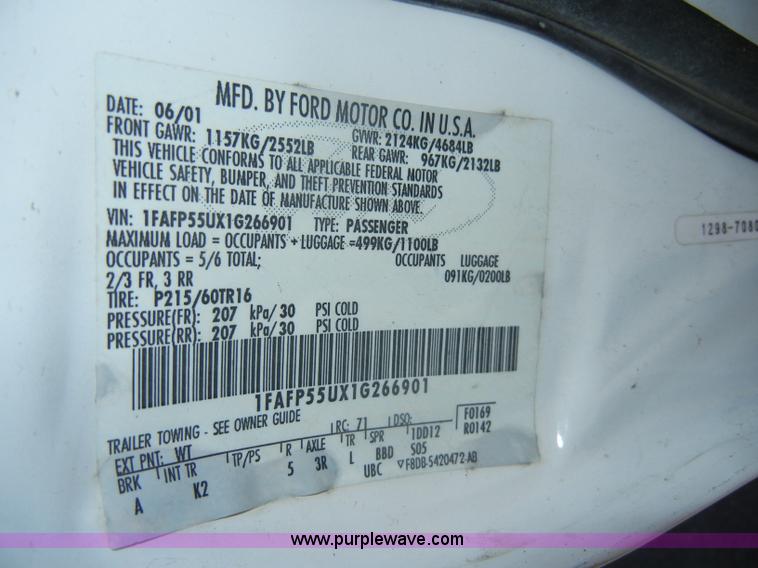 MFD. BY FORD MOTOR CO. IN U.S.A.
DATE: 06/01 GVWR: 2124KG/4684LB
FRONT GAWR: 1157KG/2552LB REAR GAWR: 967KG/2132LB
THIS VEHICLE CONFORMS TO ALL APPLICABLE FEDERAL MOTOR
VEHICLE SAFETY, BUMPER, AND THEFT PREVENTION STANDARDS
IN EFFECT ON THE DATE OF MANUFACTURE SHOWN ABOVE.
VIN: 1FAFP55UX1G266901 TYPE: PASSENGER
MAXIMUM LOAD = OCCUPANTS + LUGGAGE =499KG/1100LB
OCCUPANTS = 5/6 TOTAL; OCCUPANTS LUGGAGE
2/3 FR, 3 RR 091KG/0200LB
TIRE: P215/60TR16
PRESSURE(FR): 207 kPa/30 PSI COLD
PRESSURE(RR): 207 kPa/30 PSI COLD
1FAFP55UX1G266901
TRAILER TOWING - SEE OWNER GUIDE F0169
EXT PNT: WT RC: 71 DSO: R0142
BRK INT TR TP/PS R AXLE TR SPR 1DD12
A K2 5 3R L BBD S05
UBC F8DB-5420472-AB
1298-7080
www.purplewave.com